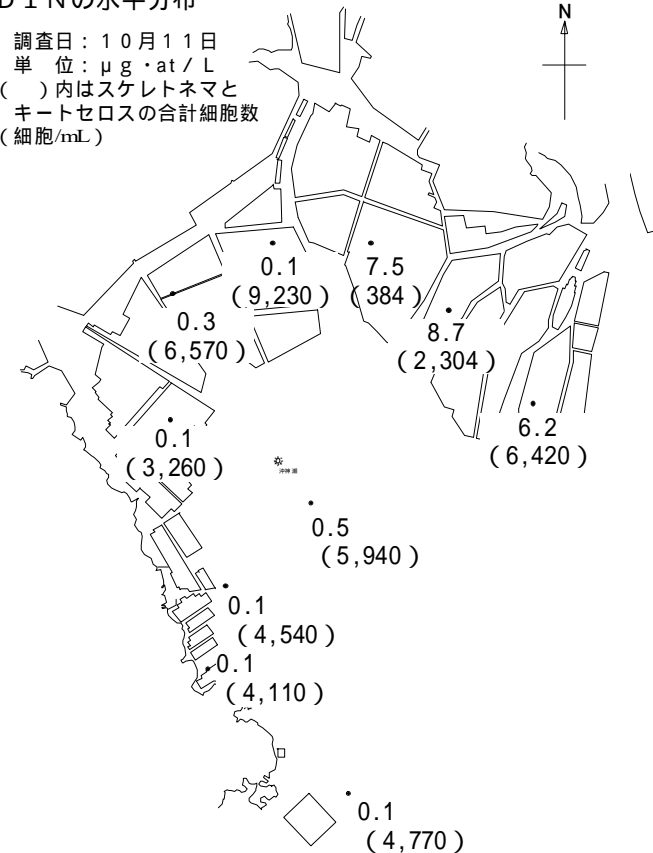 DINの水平分布
N
調査日：10月11日
単　位：μg・at/L
(　)内はスケレトネマと
キートセロスの合計細胞数
(細胞/mL)
0.1
(9,230)
7.5
(384)
0.3
(6,570)
8.7
(2,304)
6.2
(6,420)
0.1
(3,260)
沖神瀬
0.5
(5,940)
0.1
(4,540)
0.1
(4,110)
0.1
(4,770)